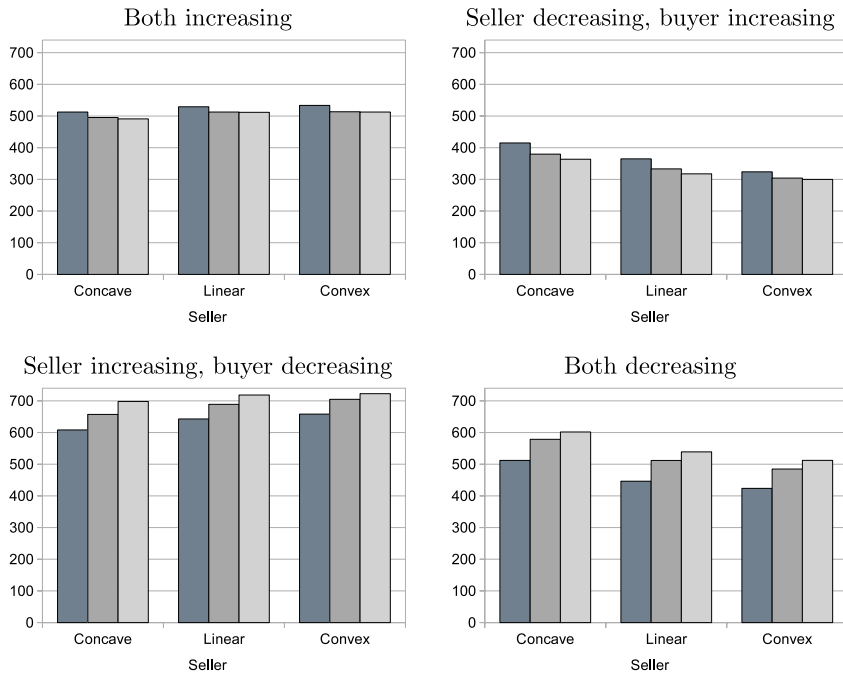 Both increasing
700
600
500
400
300
200
100
0
Concave Linear Convex
Seller
Seller decreasing, buyer increasing
700
600
500
400
300
200
100
0
Concave Linear Convex
Seller
Seller increasing, buyer decreasing
700
600
500
400
300
200
100
0
Concave Linear Convex
Seller
Both decreasing
700
600
500
400
300
200
100
0
Concave Linear Convex
Seller